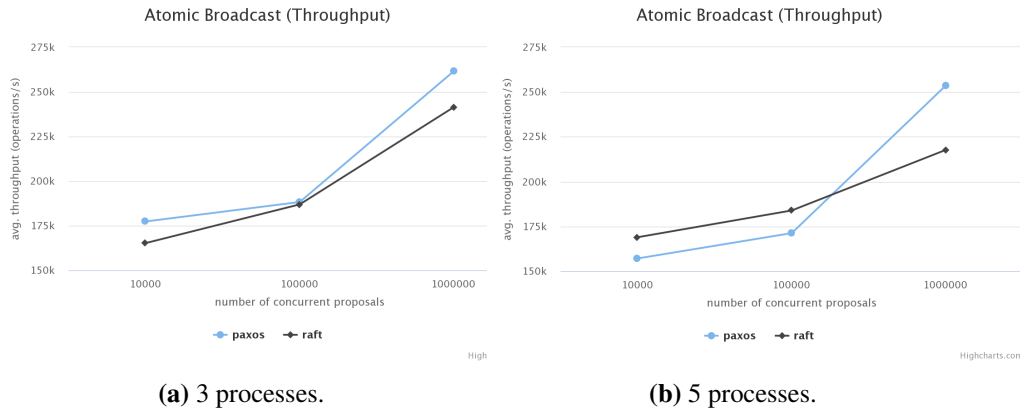 Atomic Broadcast (Throughput)
275k
250k
225k
200k
175k
150k
avg. throughput (operations/s)
10000 100000 1000000
number of concurrent proposals
paxos raft
High
(a) 3 processes.
Atomic Broadcast (Throughput)
275k
250k
225k
200k
175k
150k
avg. throughput (operations/s)
10000 100000 1000000
number of concurrent proposals
paxos raft
Highcharts.con
(b) 5 processes.